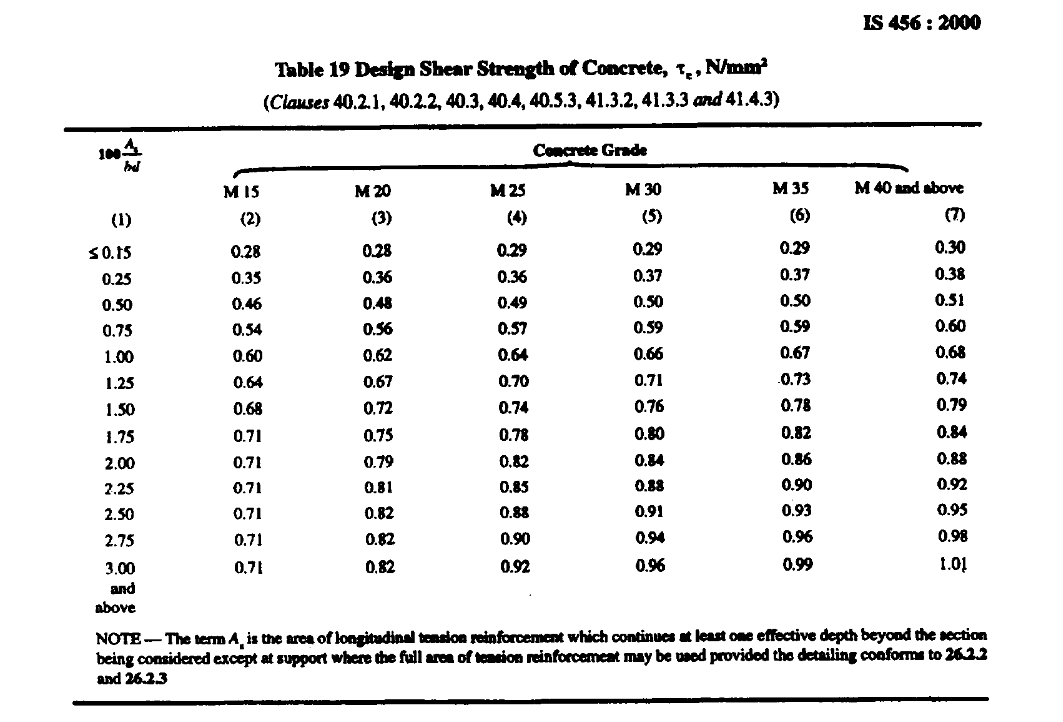 IS 456 : 2000
Table 19 Design Shear Strength of Concrete, τc , N/mm²
(Clauses 40.2.1, 40.2.2, 40.3, 40.4, 40.5.3, 41.3.2, 41.3.3 and 41.4.3)
100 As/bd Concrete Grade
M 15 M 20 M 25 M 30 M 35 M 40 and above
(1) (2) (3) (4) (5) (6) (7)
≤ 0.15 0.28 0.28 0.29 0.29 0.29 0.30
0.25 0.35 0.36 0.36 0.37 0.37 0.38
0.50 0.46 0.48 0.49 0.50 0.50 0.51
0.75 0.54 0.56 0.57 0.59 0.59 0.60
1.00 0.60 0.62 0.64 0.66 0.67 0.68
1.25 0.64 0.67 0.70 0.71 0.73 0.74
1.50 0.68 0.72 0.74 0.76 0.78 0.79
1.75 0.71 0.75 0.78 0.80 0.82 0.84
2.00 0.71 0.79 0.82 0.84 0.86 0.88
2.25 0.71 0.81 0.85 0.88 0.90 0.92
2.50 0.71 0.82 0.88 0.91 0.93 0.95
2.75 0.71 0.82 0.90 0.94 0.96 0.98
3.00 0.71 0.82 0.92 0.96 0.99 1.01
and
above
NOTE — The term As is the area of longitudinal tension reinforcement which continues at least one effective depth beyond the section
being considered except at support where the full area of tension reinforcement may be used provided the detailing conforms to 26.2.2
and 26.2.3